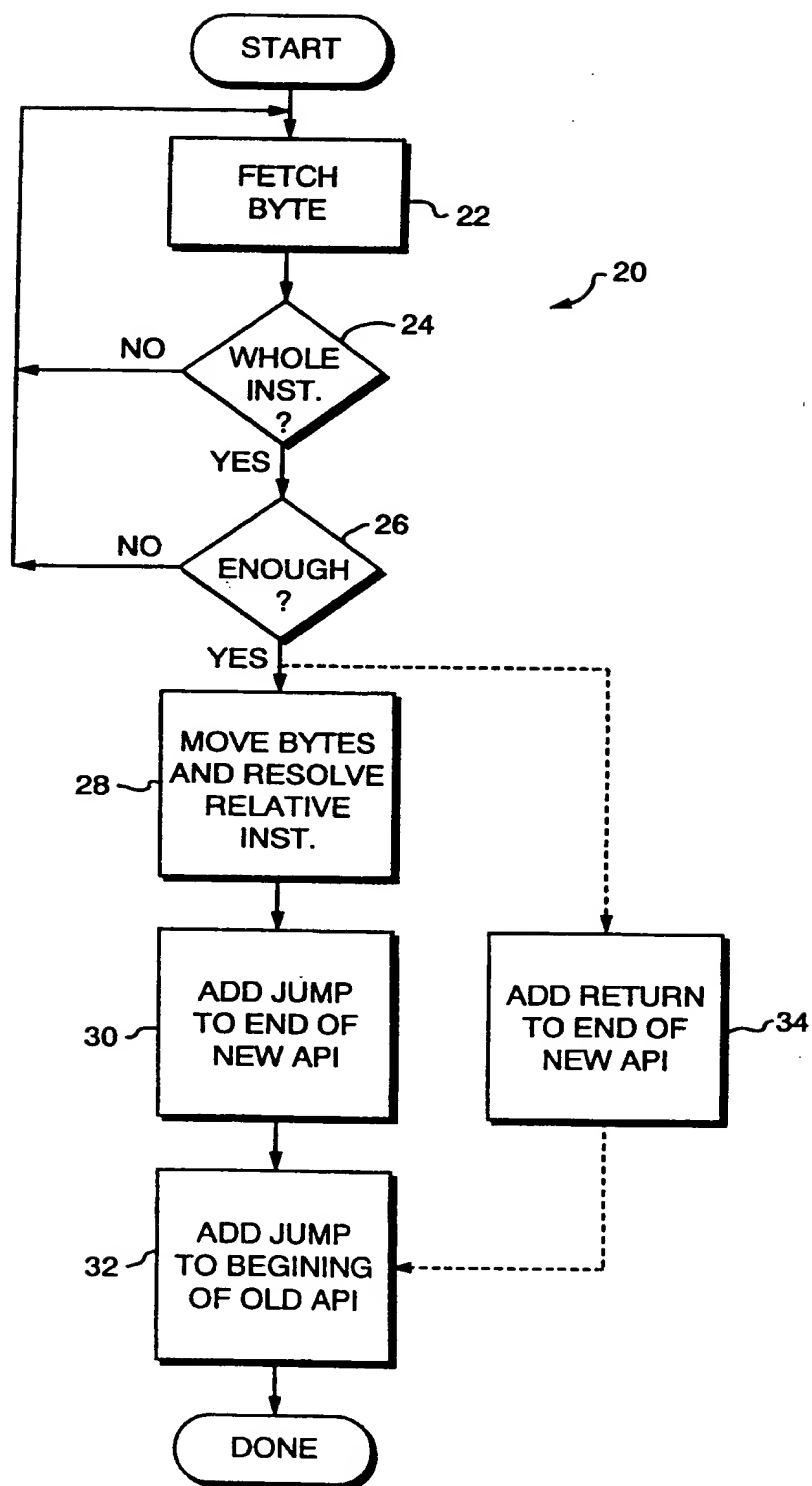 START
FETCH
BYTE
22
20
24
NO
WHOLE
INST.
?
YES
26
NO
ENOUGH
?
YES
28
MOVE BYTES
AND RESOLVE
RELATIVE
INST.
30
ADD JUMP
TO END OF
NEW API
ADD RETURN
TO END OF
NEW API
34
32
ADD JUMP
TO BEGINING
OF OLD API
DONE